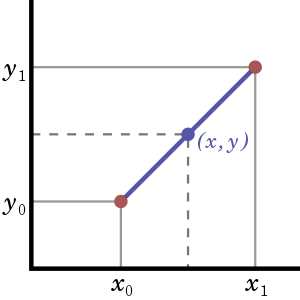 y₁
(x, y)
y₀
x₀
x₁